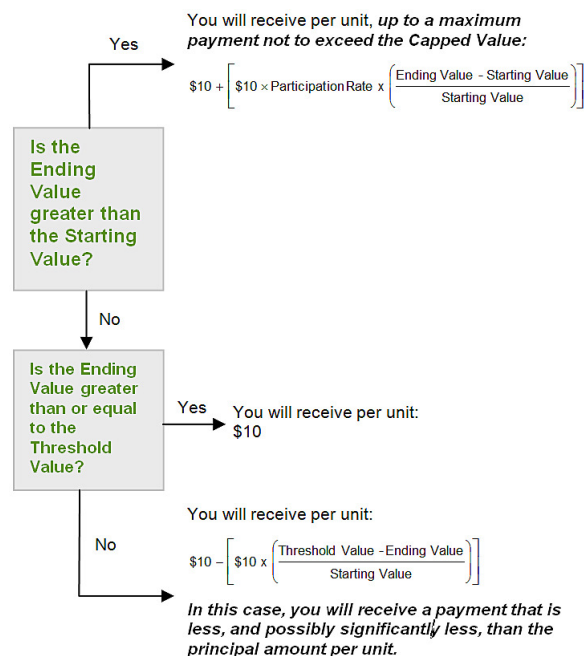 Yes
You will receive per unit, up to a maximum
payment not to exceed the Capped Value:
$10 + [ $10 × Participation Rate x ( Ending Value - Starting Value / Starting Value ) ]
Is the
Ending
Value
greater than
the Starting
Value?
No
Is the Ending
Value greater
than or equal
to the
Threshold
Value?
Yes
You will receive per unit:
$10
No
You will receive per unit:
$10 – [ $10 x ( Threshold Value - Ending Value / Starting Value ) ]
In this case, you will receive a payment that is
less, and possibly significantly less, than the
principal amount per unit.